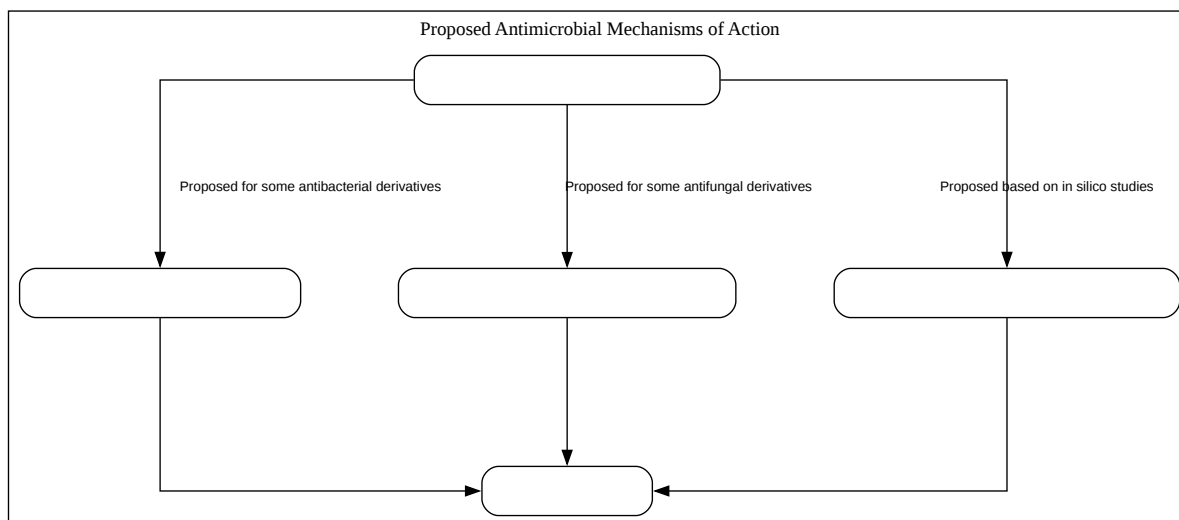 Proposed Antimicrobial Mechanisms of Action
Proposed for some antibacterial derivatives
Proposed for some antifungal derivatives
Proposed based on in silico studies